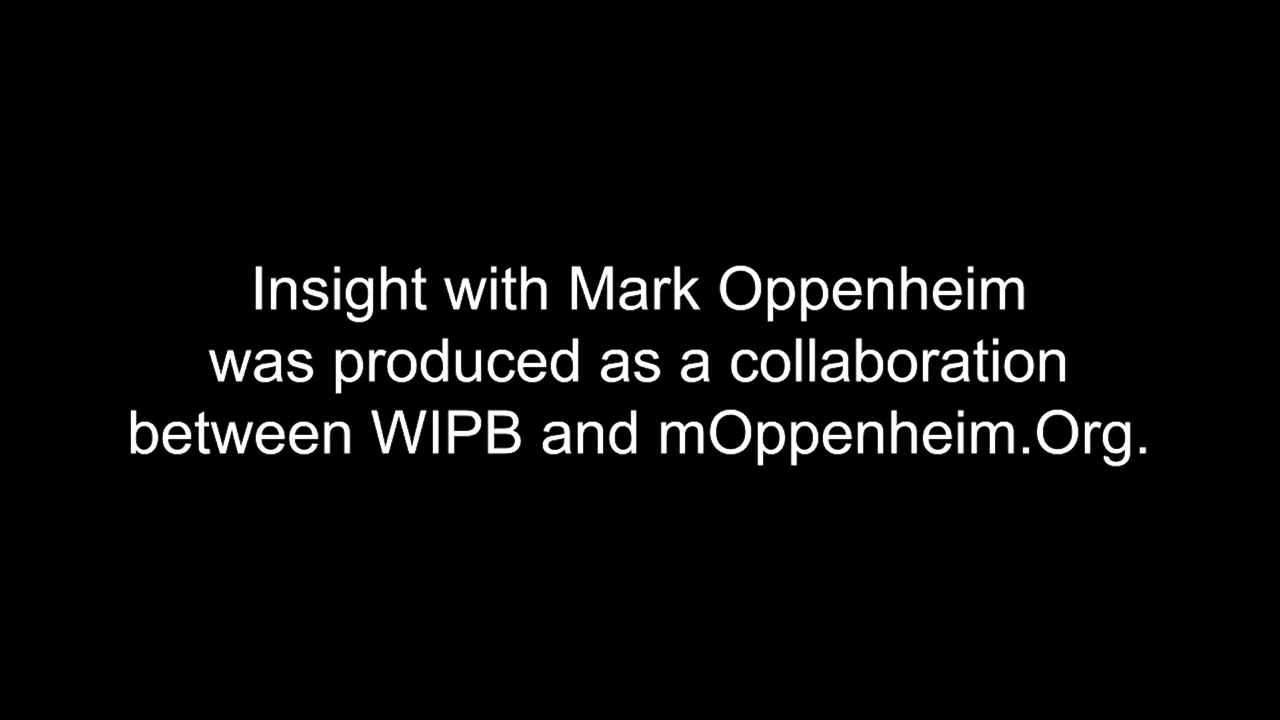 Insight with Mark Oppenheim
was produced as a collaboration
between WIPB and mOppenheim.Org.